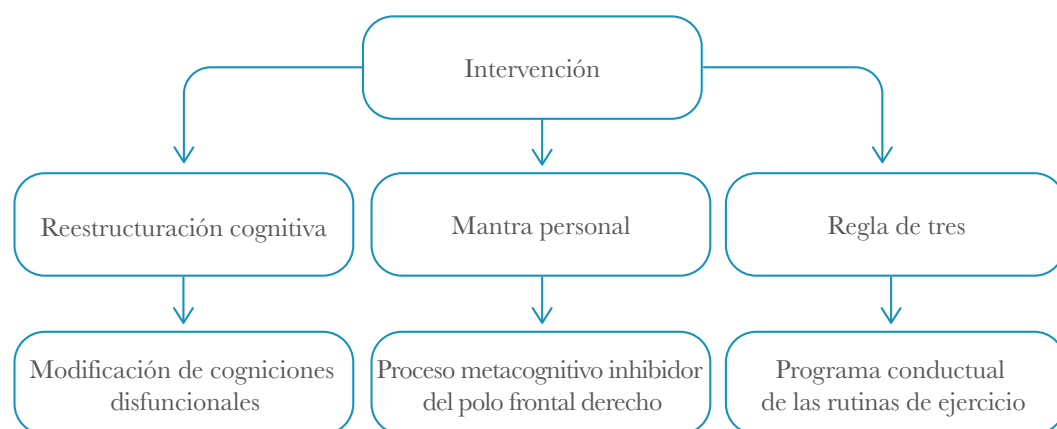 Intervención
Reestructuración cognitiva
Mantra personal
Regla de tres
Modificación de cogniciones
disfuncionales
Proceso metacognitivo inhibidor
del polo frontal derecho
Programa conductual
de las rutinas de ejercicio